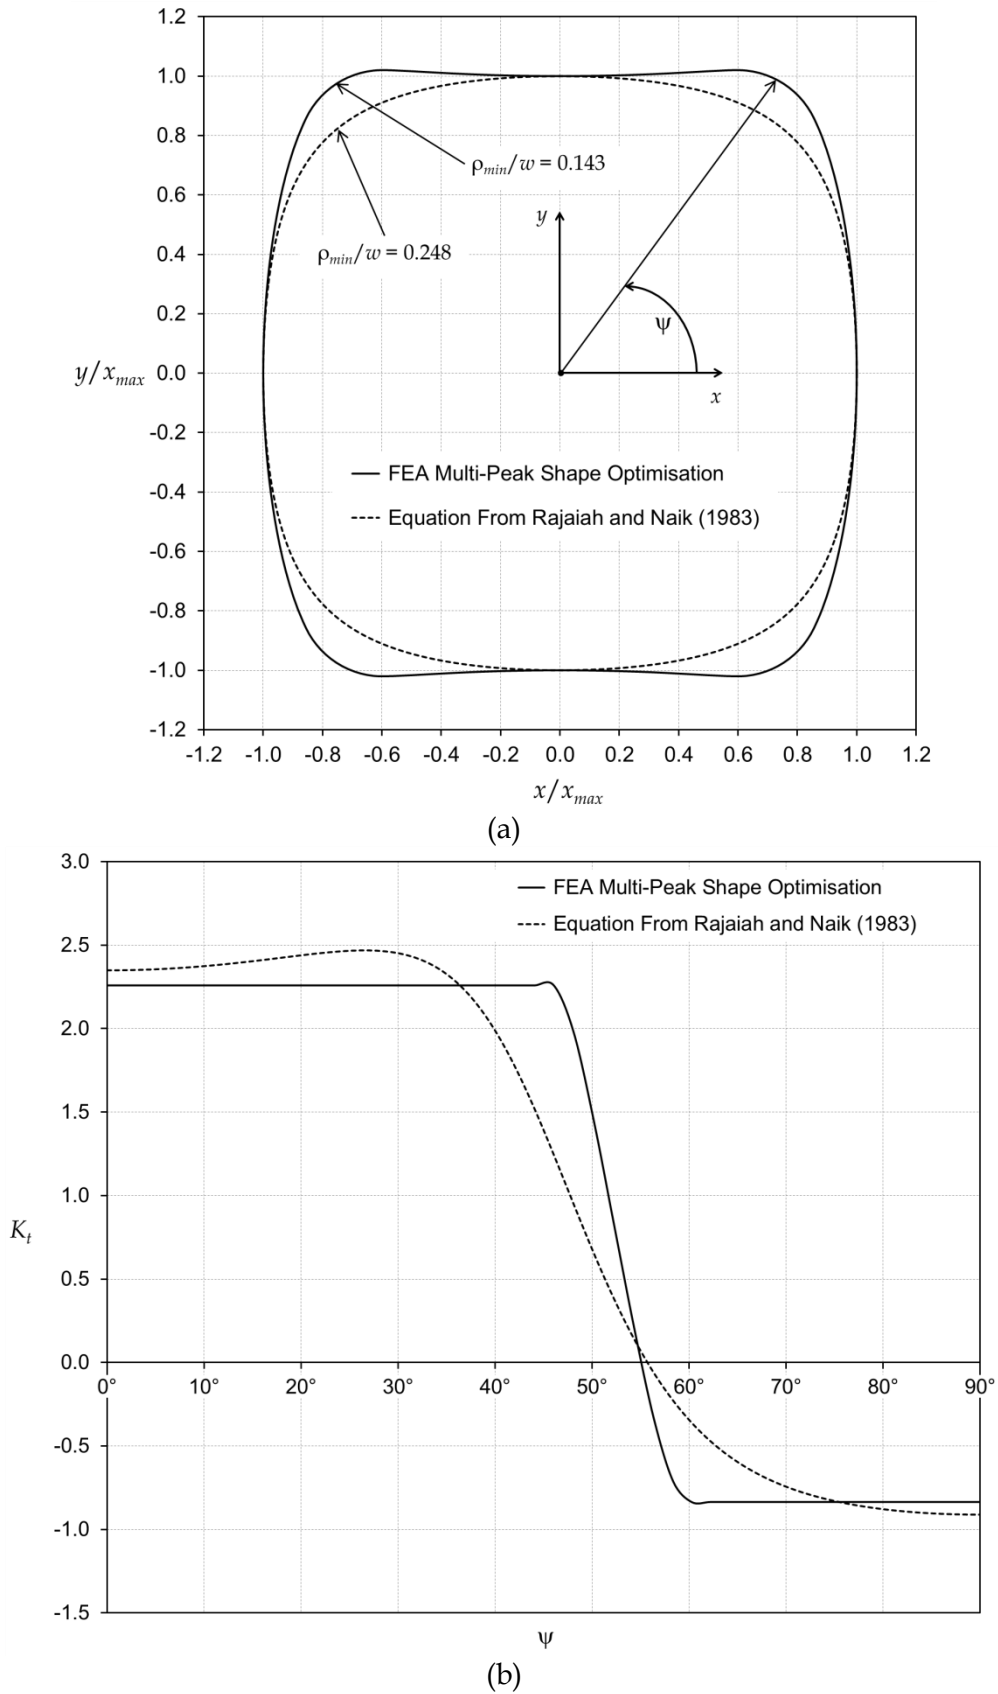 1.2
1.0
0.8
0.6
0.4
0.2
0.0
-0.2
-0.4
-0.6
-0.8
-1.0
-1.2
y/x_max
ρ_min/w = 0.143
ρ_min/w = 0.248
y
ψ
x
FEA Multi-Peak Shape Optimisation
Equation From Rajaiah and Naik (1983)
-1.2 -1.0 -0.8 -0.6 -0.4 -0.2 0.0 0.2 0.4 0.6 0.8 1.0 1.2
x/x_max
(a)
3.0
2.5
2.0
1.5
1.0
0.5
0.0
-0.5
-1.0
-1.5
K_t
FEA Multi-Peak Shape Optimisation
Equation From Rajaiah and Naik (1983)
0° 10° 20° 30° 40° 50° 60° 70° 80° 90°
ψ
(b)